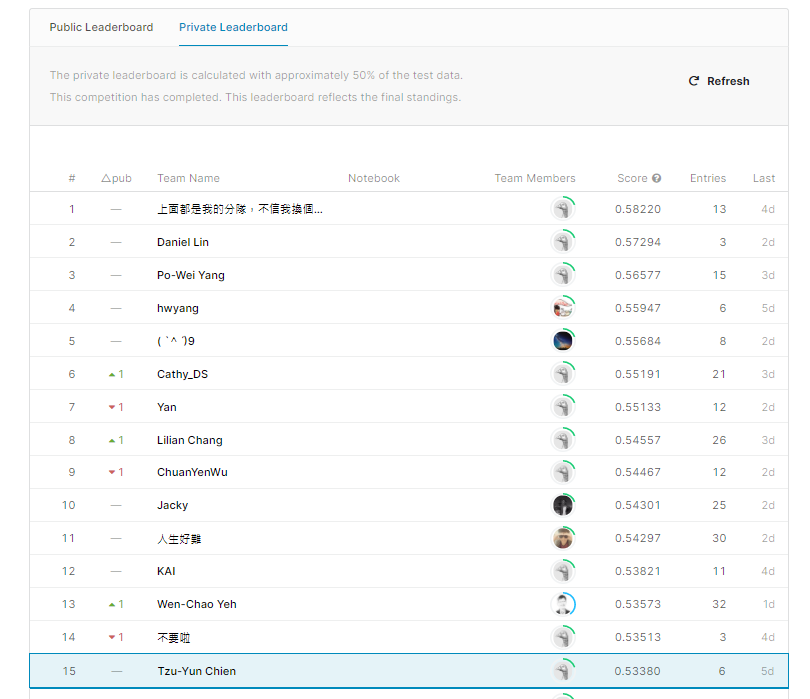 Public Leaderboard Private Leaderboard
The private leaderboard is calculated with approximately 50% of the test data.
This competition has completed. This leaderboard reflects the final standings.
Refresh
# △pub Team Name Notebook Team Members Score Entries Last
1 — 上面都是我的分隊，不信我換個... 0.58220 13 4d
2 — Daniel Lin 0.57294 3 2d
3 — Po-Wei Yang 0.56577 15 3d
4 — hwyang 0.55947 6 5d
5 — ( `^ ´)9 0.55684 8 2d
6 ▲1 Cathy_DS 0.55191 21 3d
7 ▼1 Yan 0.55133 12 2d
8 ▲1 Lilian Chang 0.54557 26 3d
9 ▼1 ChuanYenWu 0.54467 12 2d
10 — Jacky 0.54301 25 2d
11 — 人生好難 0.54297 30 2d
12 — KAI 0.53821 11 4d
13 ▲1 Wen-Chao Yeh 0.53573 32 1d
14 ▼1 不要啦 0.53513 3 4d
15 — Tzu-Yun Chien 0.53380 6 5d